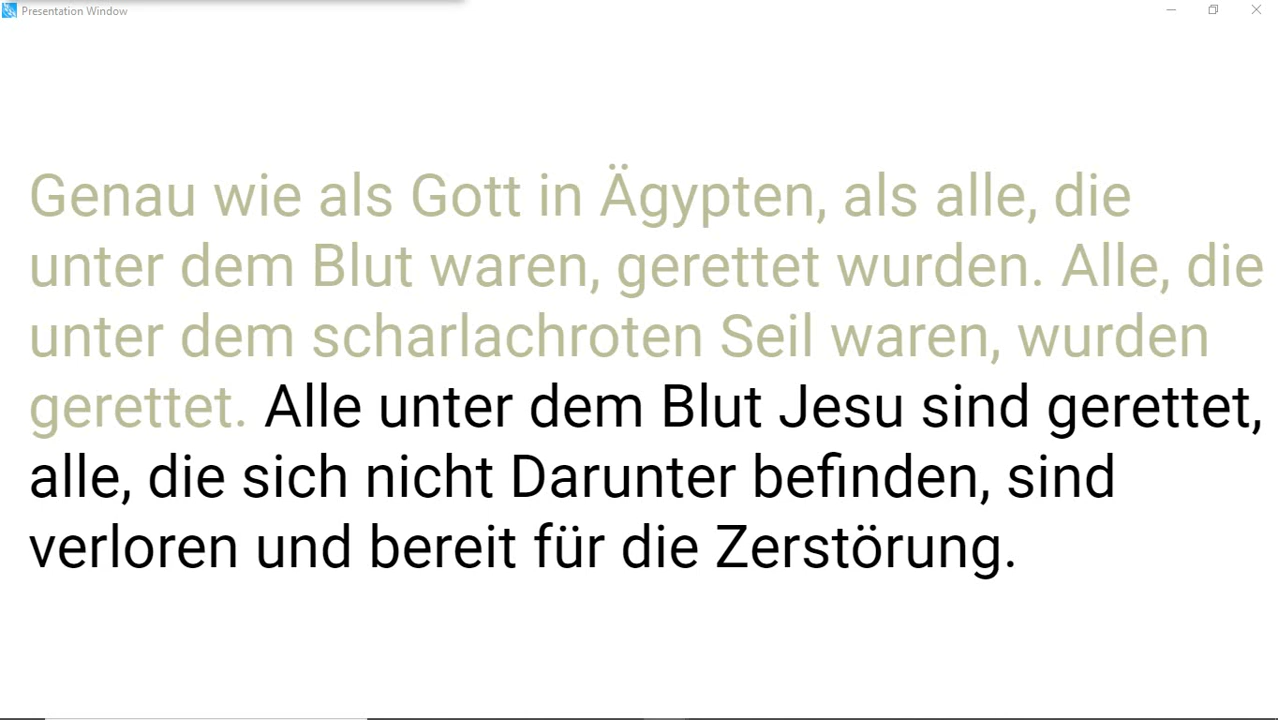 Presentation Window
Genau wie als Gott in Ägypten, als alle, die
unter dem Blut waren, gerettet wurden. Alle, die
unter dem scharlachroten Seil waren, wurden
gerettet. Alle unter dem Blut Jesu sind gerettet,
alle, die sich nicht Darunter befinden, sind
verloren und bereit für die Zerstörung.